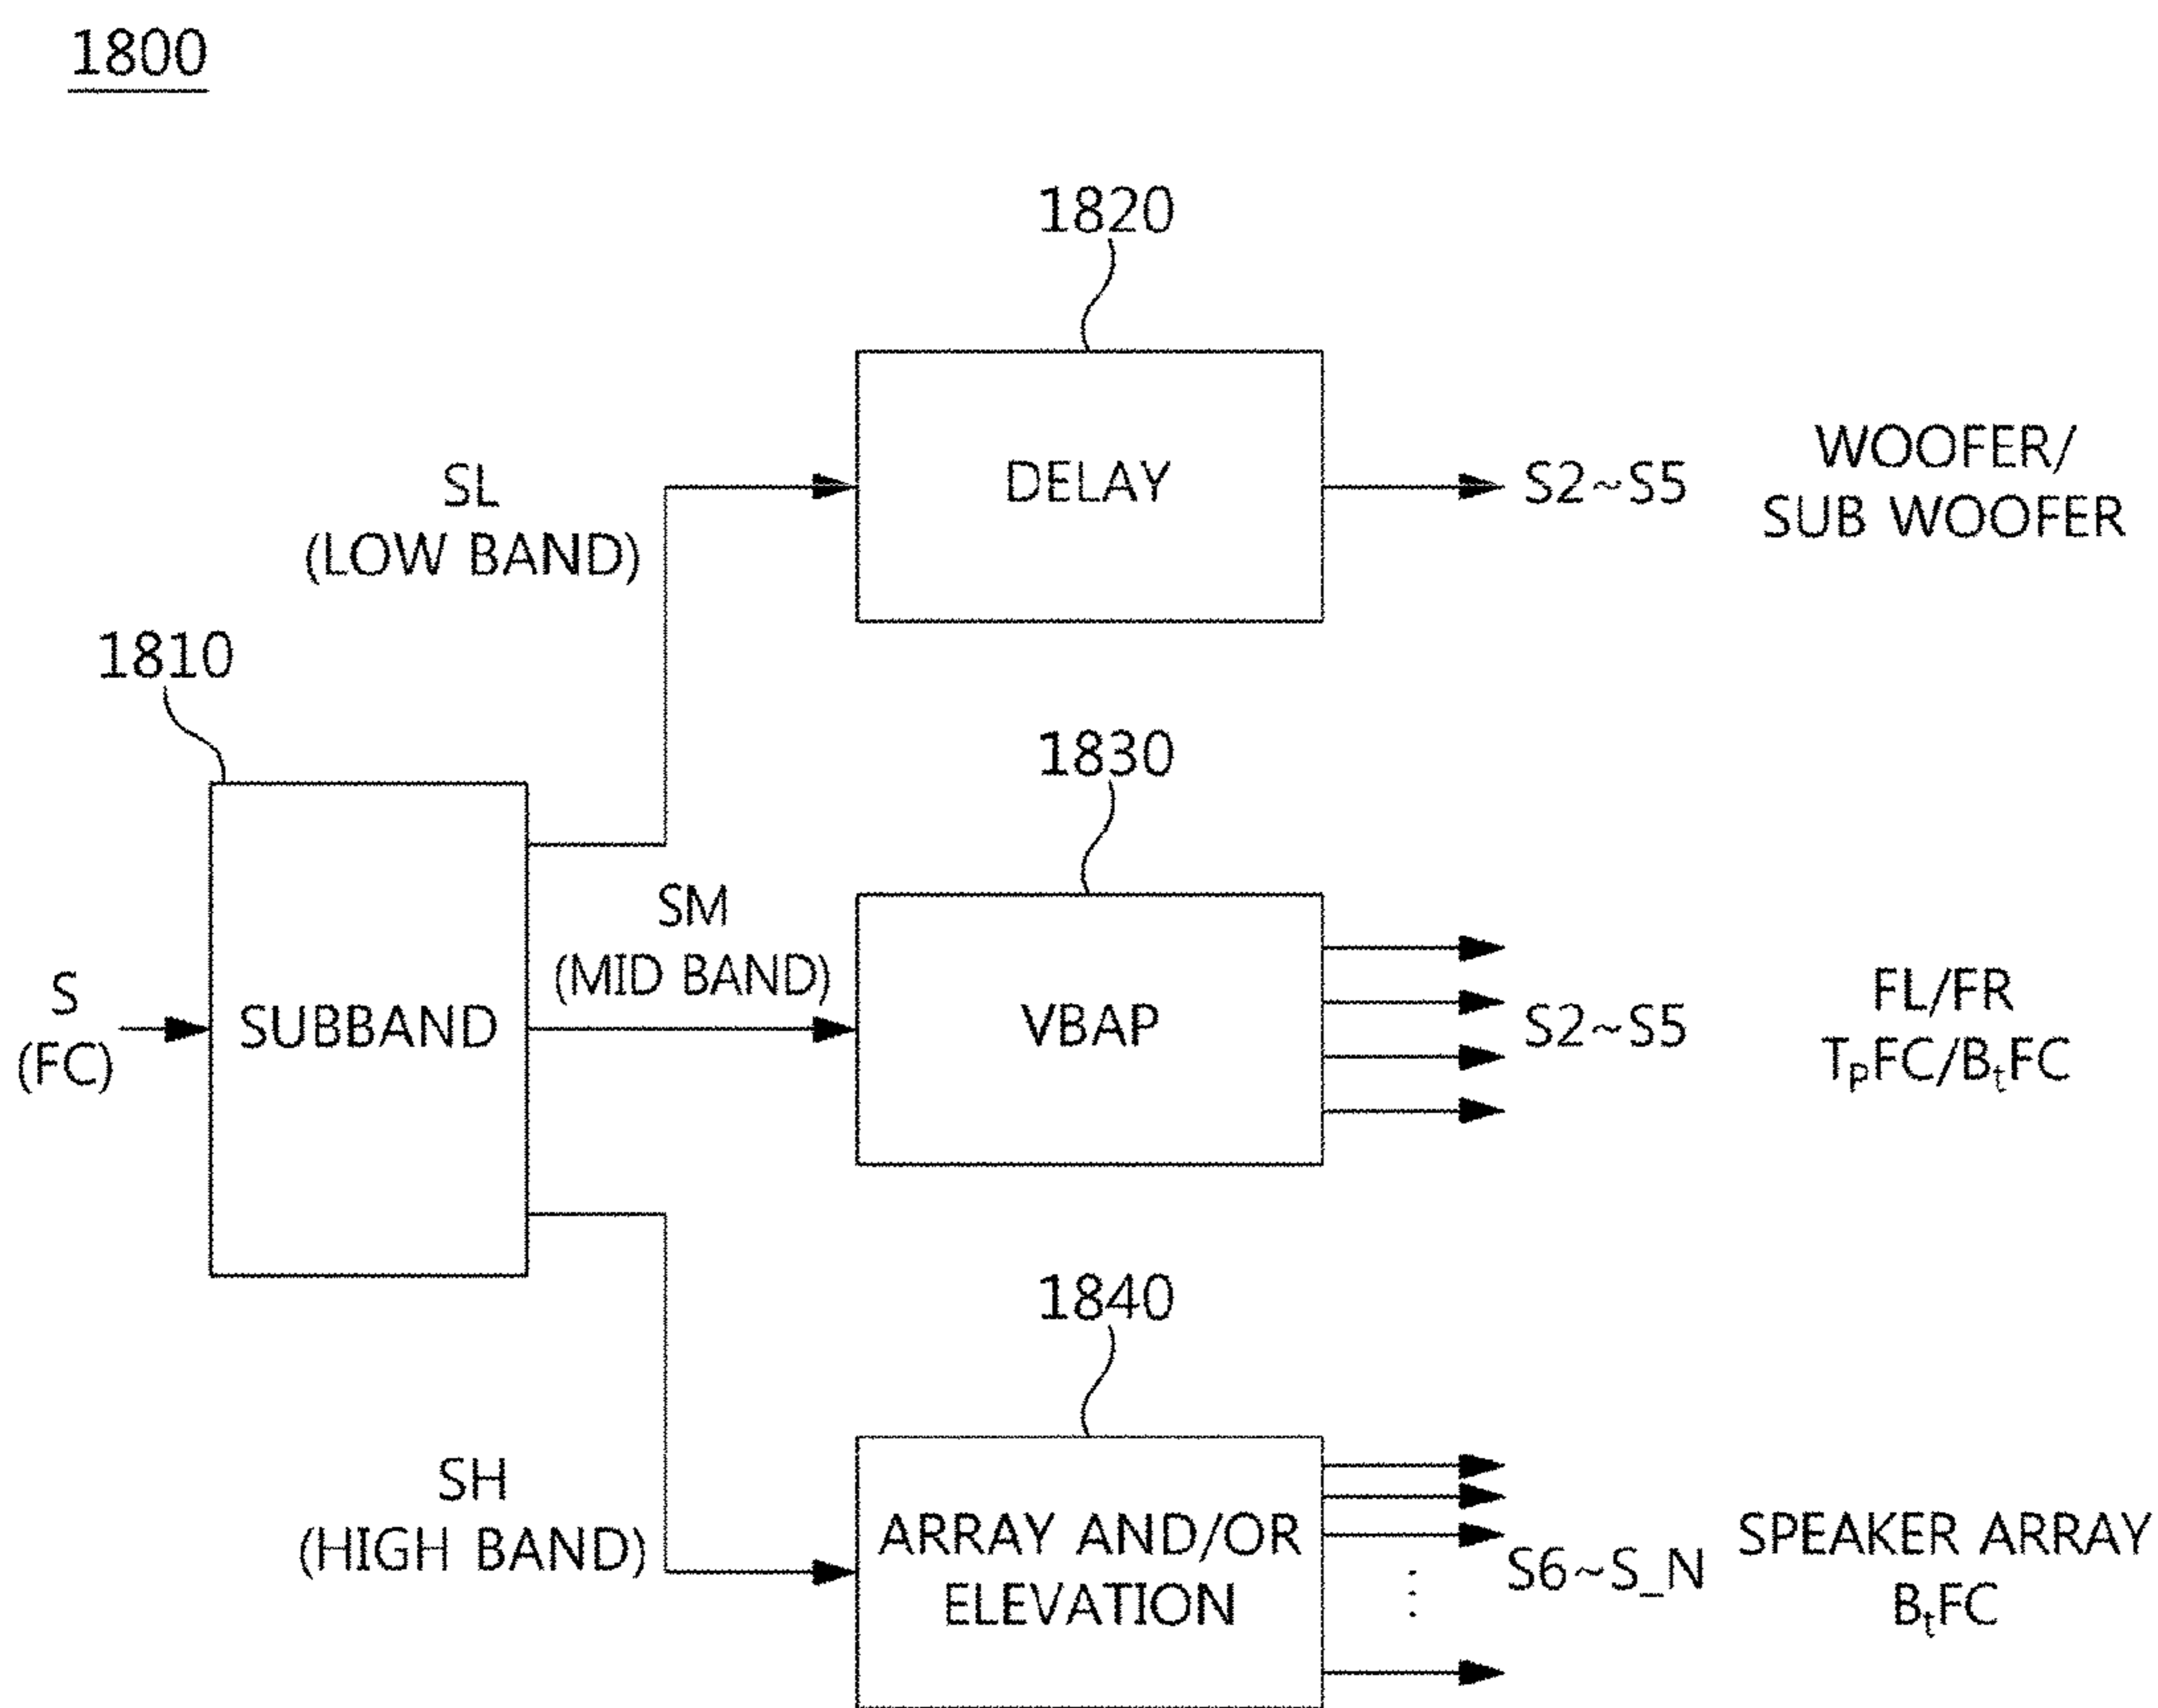 1800
1820
DELAY
SL
(LOW BAND)
S2~S5
WOOFER/
SUB WOOFER
1810
SUBBAND
S
(FC)
1830
SM
(MID BAND)
VBAP
S2~S5
FL/FR
TpFC/BtFC
1840
SH
(HIGH BAND)
ARRAY AND/OR
ELEVATION
S6~S_N
SPEAKER ARRAY
BtFC